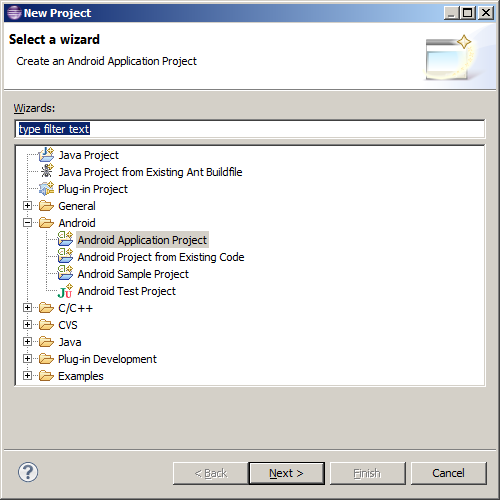 New Project
Select a wizard
Create an Android Application Project
Wizards:
type filter text
Java Project
Java Project from Existing Ant Buildfile
Plug-in Project
General
Android
Android Application Project
Android Project from Existing Code
Android Sample Project
Android Test Project
C/C++
CVS
Java
Plug-in Development
Examples
< Back Next > Finish Cancel